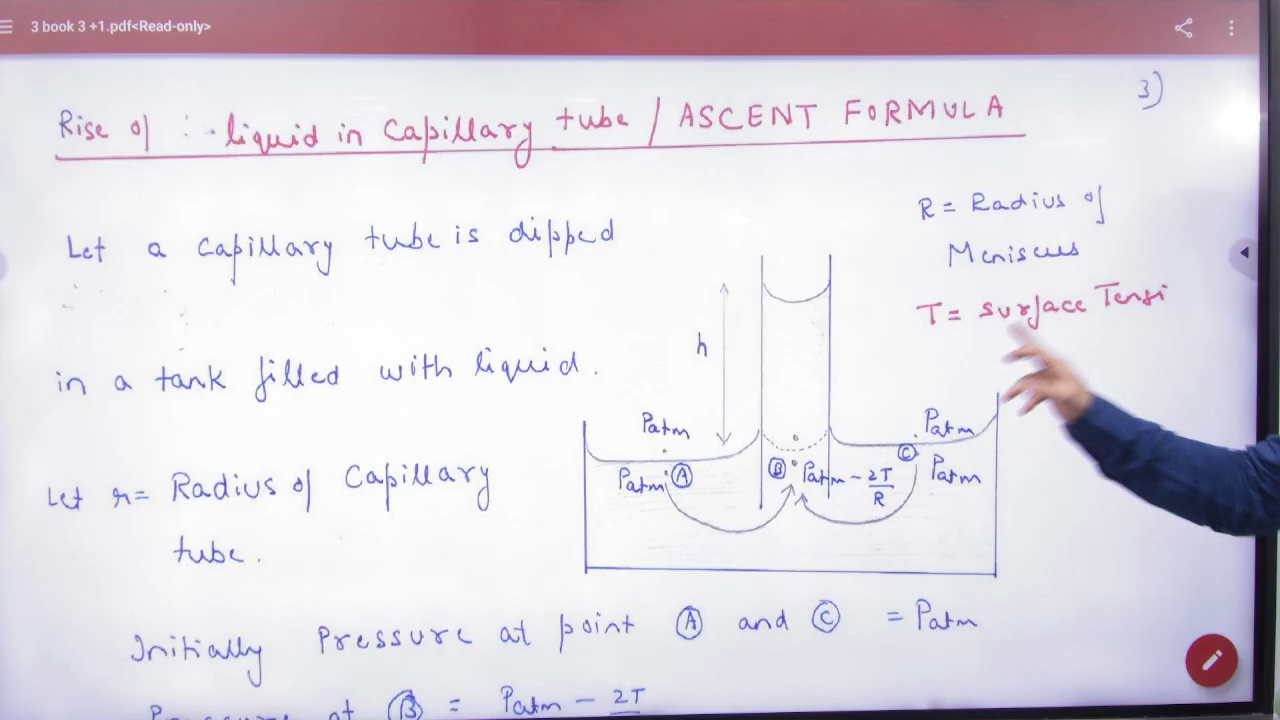 3 book 3 +1.pdf<Read-only>
3)
Rise of liquid in Capillary tube / ASCENT FORMULA
R = Radius of
Meniscus
T = Surface Tensi
Let a Capillary tube is dipped
in a tank filled with liquid.
Let r = Radius of Capillary
tube.
h
Patm
Patm
Patm A
B Patm - 2T/R
C
Patm
Initially Pressure at point A and C = Patm
Pressure at B = Patm - 2T